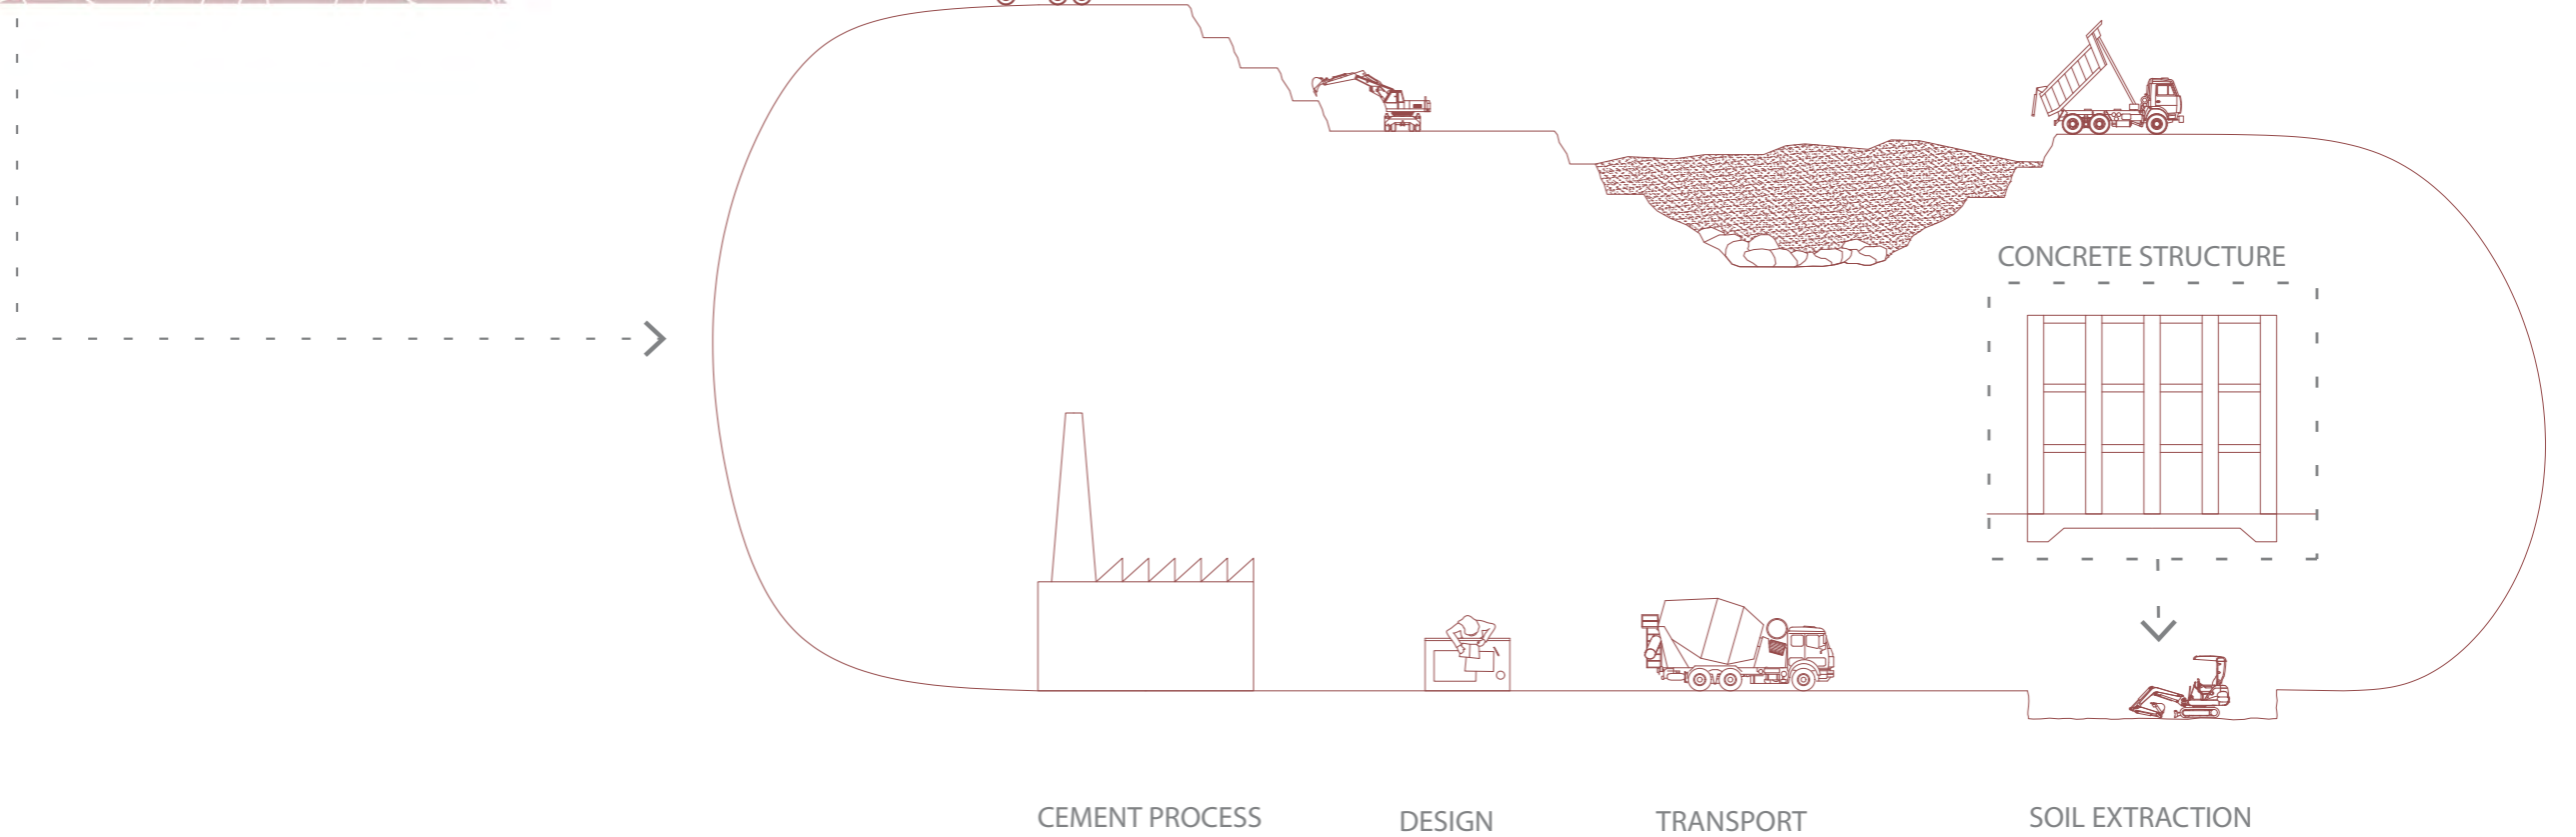 CONCRETE STRUCTURE
CEMENT PROCESS
DESIGN
TRANSPORT
SOIL EXTRACTION